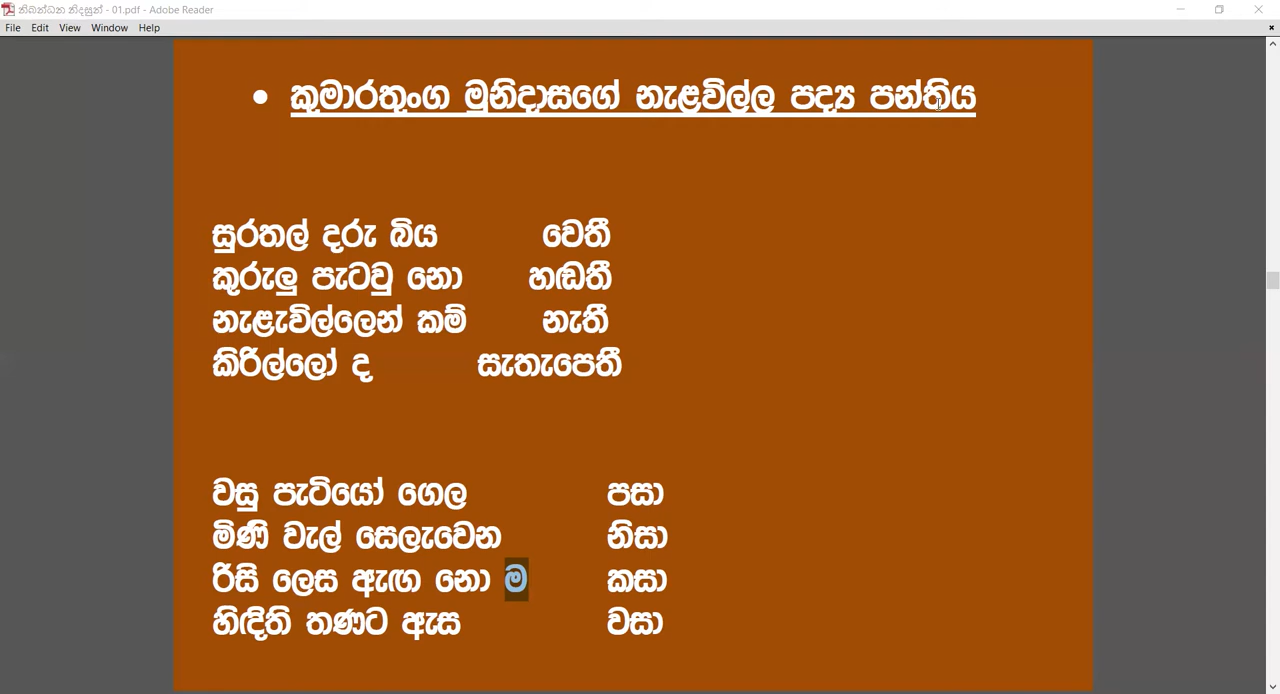 නිබන්ධන නිදසුන් - 01.pdf - Adobe Reader
File Edit View Window Help
• කුමාරතුංග මුනිදාසගේ නැළවිල්ල පද්‍ය පන්තිය
සුරතල් දරු බිය වෙතී
කුරුලු පැටවු නො හඬතී
නැළැවිල්ලෙන් කම් නැතී
කිරිල්ලෝ ද සැතැපෙතී
වසු පැටියෝ ගෙල පසා
මිණි වැල් සෙලැවෙන නිසා
රිසි ලෙස ඇඟ නො ම කසා
හිඳිති තණට ඇස වසා